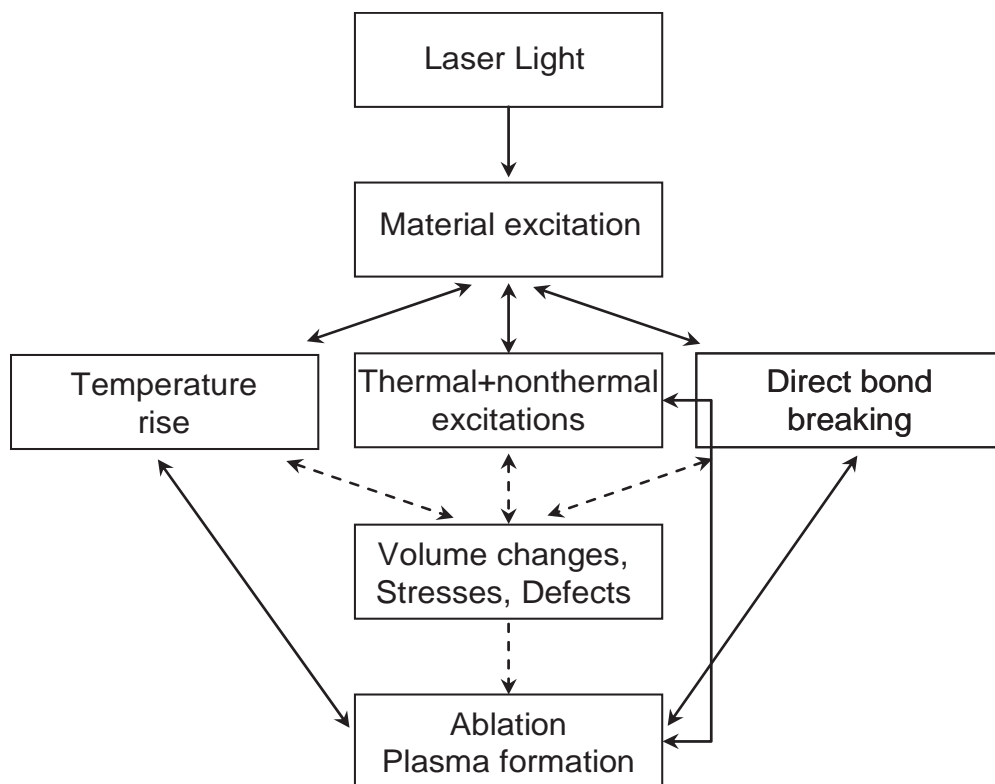 Laser Light
Material excitation
Temperature
rise
Thermal+nonthermal
excitations
Direct bond
breaking
Volume changes,
Stresses, Defects
Ablation
Plasma formation